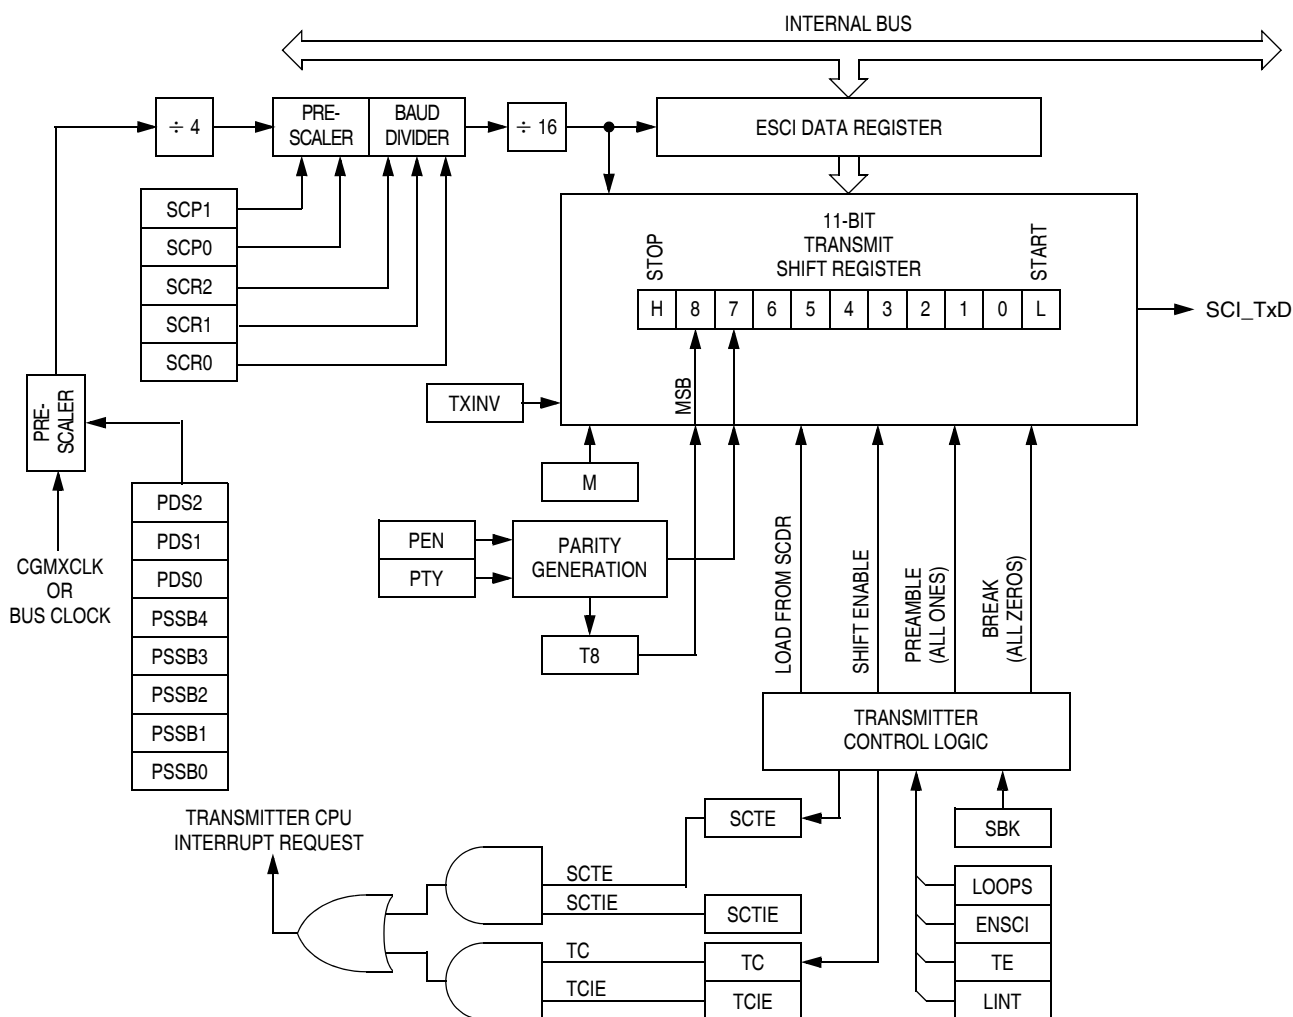 INTERNAL BUS
÷ 4
PRE-
SCALER
BAUD
DIVIDER
÷ 16
ESCI DATA REGISTER
SCP1
SCP0
SCR2
SCR1
SCR0
11-BIT
TRANSMIT
SHIFT REGISTER
STOP
START
H 8 7 6 5 4 3 2 1 0 L
SCI_TxD
PRE-
SCALER
TXINV
MSB
M
CGMXCLK
OR
BUS CLOCK
PDS2
PDS1
PDS0
PSSB4
PSSB3
PSSB2
PSSB1
PSSB0
PEN
PTY
PARITY
GENERATION
T8
LOAD FROM SCDR
SHIFT ENABLE
PREAMBLE
(ALL ONES)
BREAK
(ALL ZEROS)
TRANSMITTER
CONTROL LOGIC
TRANSMITTER CPU
INTERRUPT REQUEST
SCTE
SBK
SCTE
SCTIE
SCTIE
LOOPS
ENSCI
TC
TC
TE
TCIE
TCIE
LINT